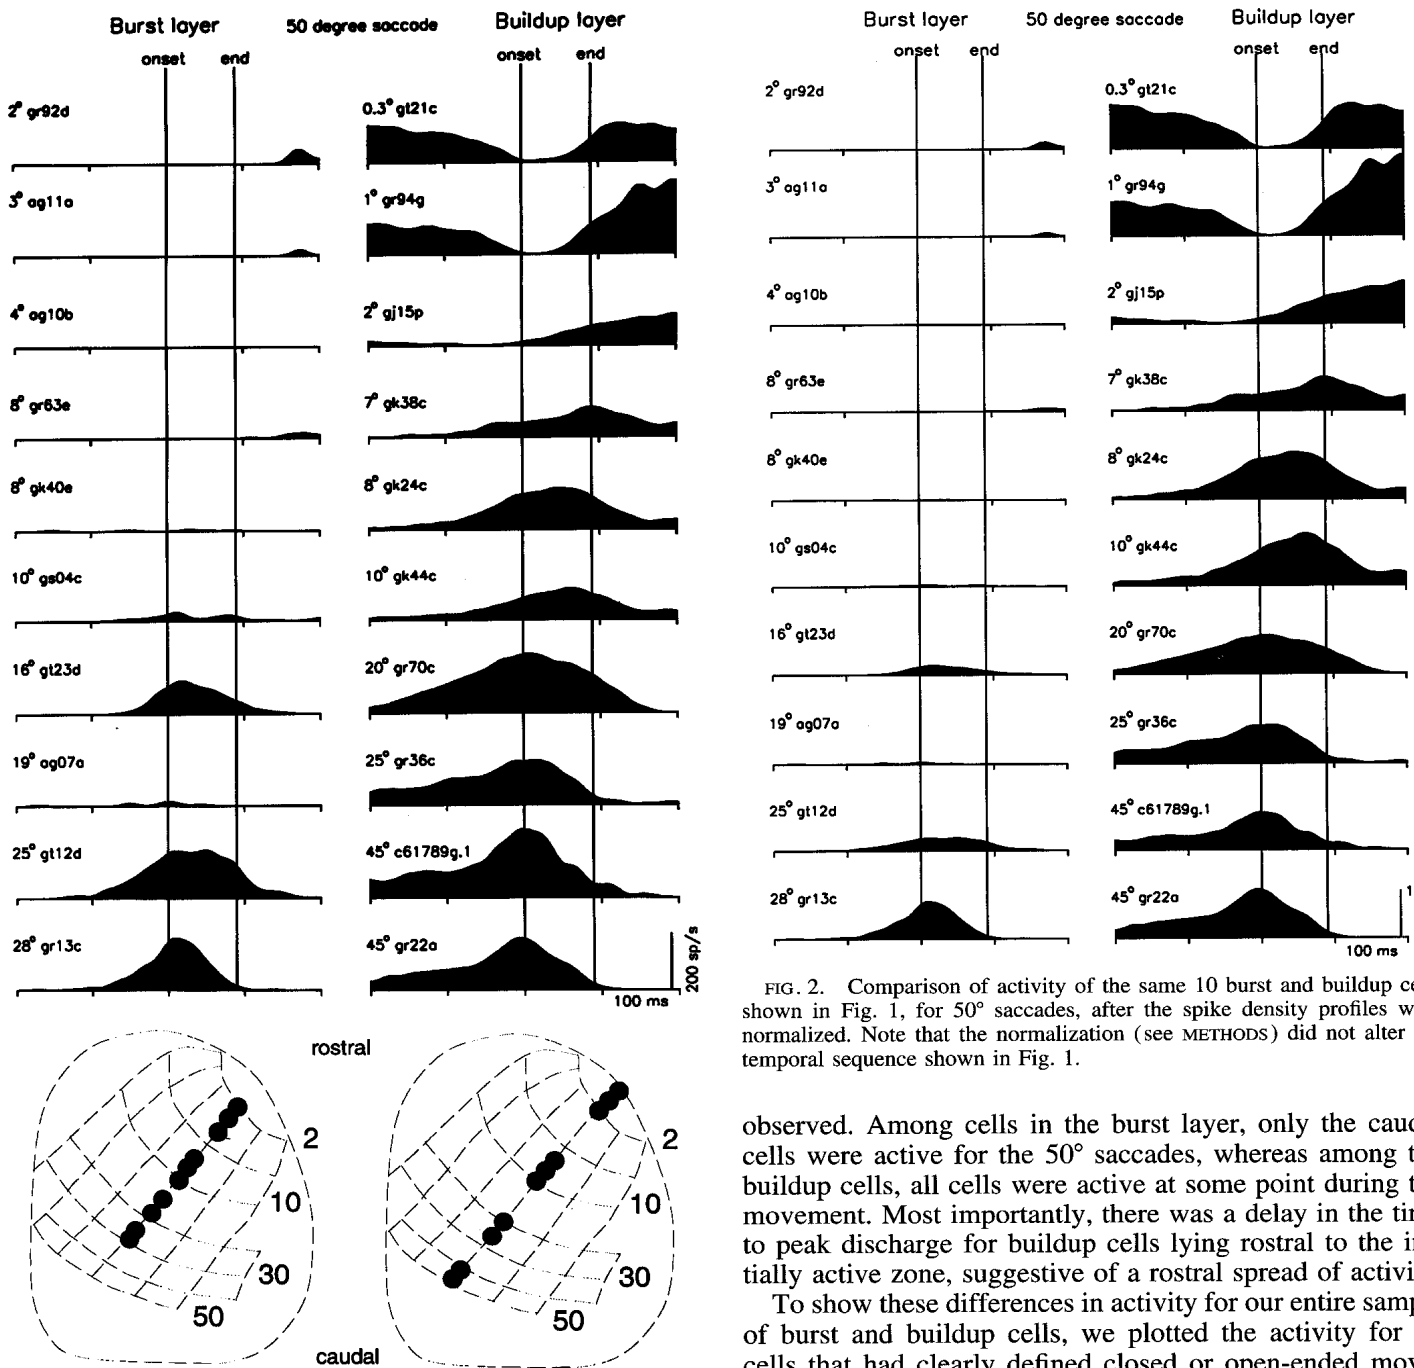 Burst layer
50 degree saccade
Buildup layer
onset
end
onset
end
2° gr92d
3° ag11a
4° ag10b
8° gr63e
8° gk40e
10° gs04c
16° gt23d
19° ag07a
25° gt12d
28° gr13c
0.3° gt21c
1° gr94g
2° gj15p
7° gk38c
8° gk24c
10° gk44c
20° gr70c
25° gr36c
45° c61789g.1
45° gr22a
200 sp/s
100 ms
rostral
2
10
30
50
2
10
30
50
caudal
Burst layer
50 degree saccade
Buildup layer
onset
end
onset
end
2° gr92d
3° ag11a
4° ag10b
8° gr63e
8° gk40e
10° gs04c
16° gt23d
19° ag07a
25° gt12d
28° gr13c
0.3° gt21c
1° gr94g
2° gj15p
7° gk38c
8° gk24c
10° gk44c
20° gr70c
25° gr36c
45° c61789g.1
45° gr22a
1
100 ms
FIG. 2. Comparison of activity of the same 10 burst and buildup ce
shown in Fig. 1, for 50° saccades, after the spike density profiles w
normalized. Note that the normalization (see METHODS) did not alter
temporal sequence shown in Fig. 1.
observed. Among cells in the burst layer, only the caud
cells were active for the 50° saccades, whereas among t
buildup cells, all cells were active at some point during t
movement. Most importantly, there was a delay in the tim
to peak discharge for buildup cells lying rostral to the in
tially active zone, suggestive of a rostral spread of activi
To show these differences in activity for our entire samp
of burst and buildup cells, we plotted the activity for
cells that had clearly defined closed or open-ended mov